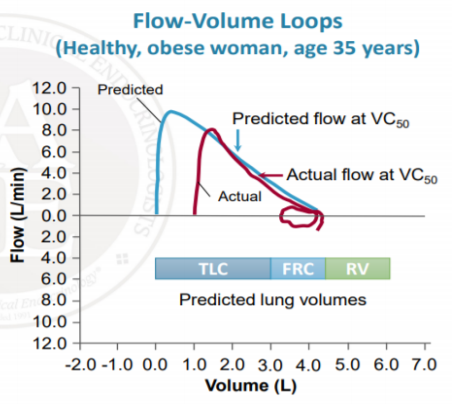 Flow-Volume Loops
(Healthy, obese woman, age 35 years)
12.0
10.0
8.0
6.0
4.0
2.0
0.0
2.0
4.0
6.0
8.0
10.0
12.0
Flow (L/min)
Predicted
Predicted flow at VC50
Actual flow at VC50
Actual
TLC FRC RV
Predicted lung volumes
-2.0 -1.0 0.0 1.0 2.0 3.0 4.0 5.0 6.0 7.0
Volume (L)